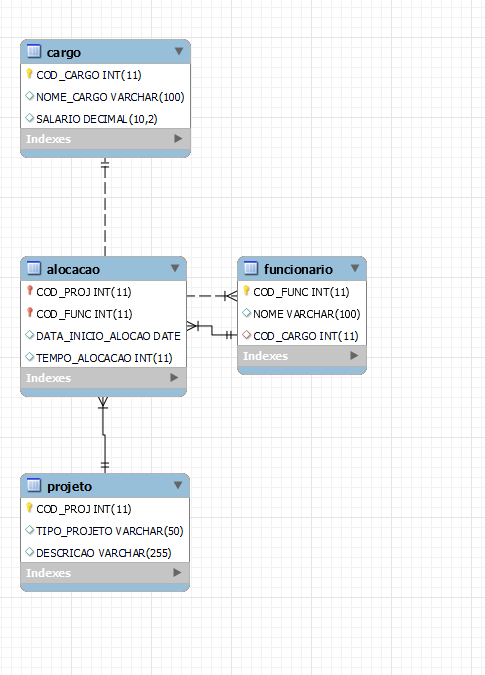 cargo
COD_CARGO INT(11)
NOME_CARGO VARCHAR(100)
SALARIO DECIMAL(10,2)
Indexes
alocacao
COD_PROJ INT(11)
COD_FUNC INT(11)
DATA_INICIO_ALOCAO DATE
TEMPO_ALOCACAO INT(11)
Indexes
funcionario
COD_FUNC INT(11)
NOME VARCHAR(100)
COD_CARGO INT(11)
Indexes
projeto
COD_PROJ INT(11)
TIPO_PROJETO VARCHAR(50)
DESCRICAO VARCHAR(255)
Indexes